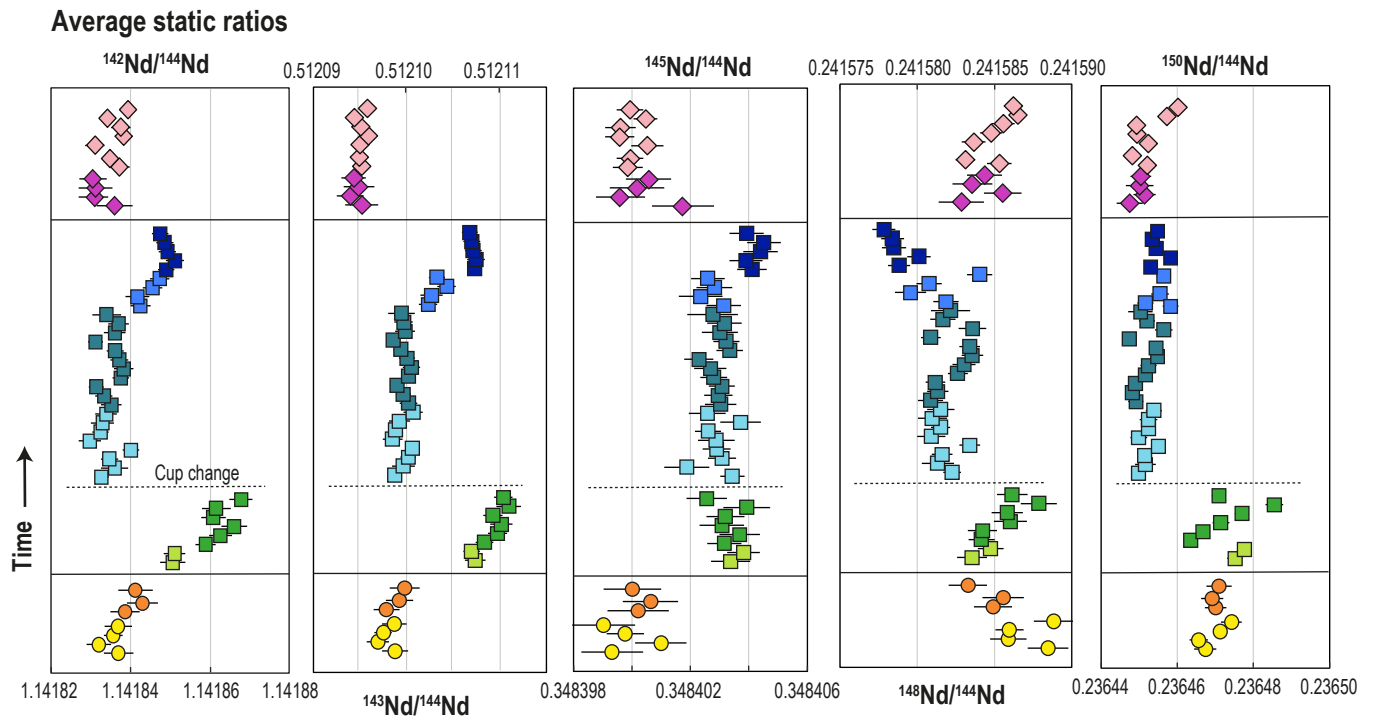 Average static ratios
142Nd/144Nd
0.51209 0.51210 0.51211
145Nd/144Nd
0.241575 0.241580 0.241585 0.241590
150Nd/144Nd
Cup change
Time
1.14182 1.14184 1.14186 1.14188
143Nd/144Nd
0.348398 0.348402 0.348406
148Nd/144Nd
0.23644 0.23646 0.23648 0.23650